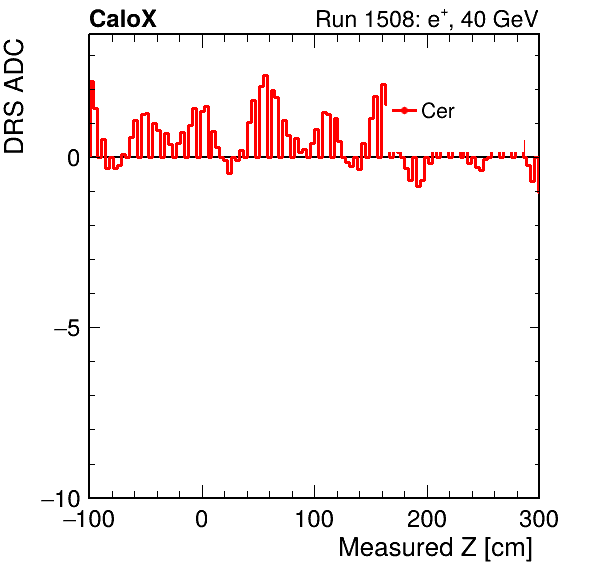 CaloX
Run 1508: e⁺, 40 GeV
DRS ADC
Cer
0
−5
−10
−100 0 100 200 300
Measured Z [cm]